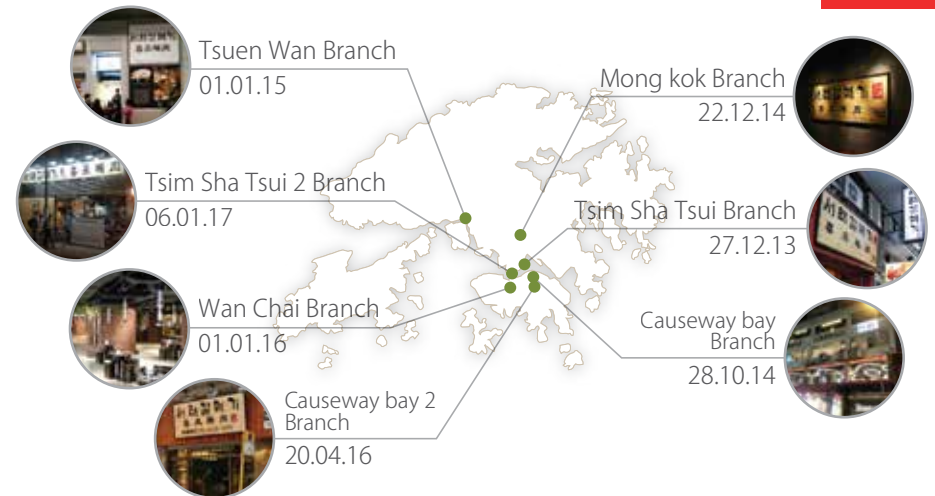 Tsuen Wan Branch
01.01.15
Mong kok Branch
22.12.14
Tsim Sha Tsui 2 Branch
06.01.17
Tsim Sha Tsui Branch
27.12.13
Wan Chai Branch
01.01.16
Causeway bay
Branch
28.10.14
Causeway bay 2
Branch
20.04.16